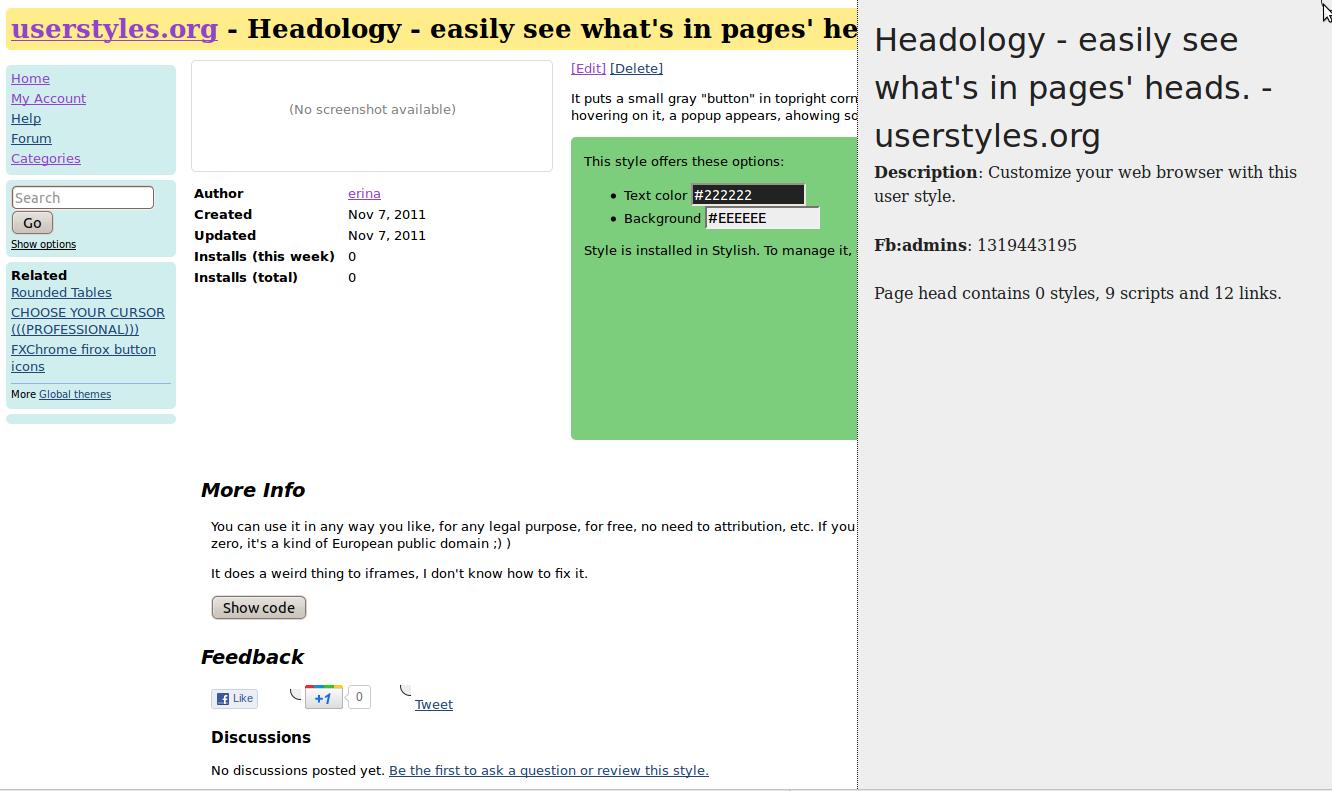 userstyles.org - Headology - easily see what's in pages' he
Home
My Account
Help
Forum
Categories
Search
Go
Show options
Related
Rounded Tables
CHOOSE YOUR CURSOR
(((PROFESSIONAL)))
FXChrome firox button
icons
More Global themes
(No screenshot available)
Author erina
Created Nov 7, 2011
Updated Nov 7, 2011
Installs (this week) 0
Installs (total) 0
[Edit] [Delete]
It puts a small gray "button" in topright corn
hovering on it, a popup appears, ahowing so
This style offers these options:
• Text color #222222
• Background #EEEEEE
Style is installed in Stylish. To manage it,
More Info
You can use it in any way you like, for any legal purpose, for free, no need to attribution, etc. If you
zero, it's a kind of European public domain ;) )
It does a weird thing to iframes, I don't know how to fix it.
Show code
Feedback
Like +1 0 Tweet
Discussions
No discussions posted yet. Be the first to ask a question or review this style.
Headology - easily see
what's in pages' heads. -
userstyles.org
Description: Customize your web browser with this
user style.
Fb:admins: 1319443195
Page head contains 0 styles, 9 scripts and 12 links.